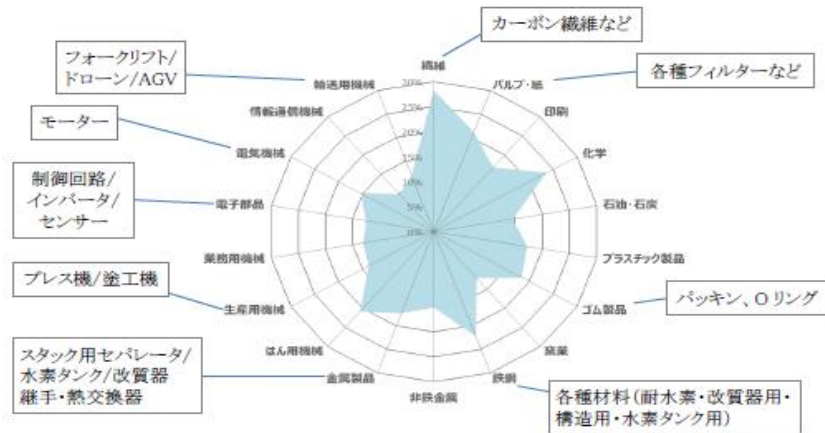 カーボン繊維など
フォークリフト/
ドローン/AGV
各種フィルターなど
モーター
制御回路/
インバータ/
センサー
プレス機/塗工機
パッキン、Oリング
スタック用セパレータ/
水素タンク/改質器
継手・熱交換器
各種材料(耐水素・改質器用・
構造用・水素タンク用)
繊維
パルプ・紙
印刷
化学
石油・石炭
プラスチック製品
ゴム製品
窯業
鉄鋼
非鉄金属
金属製品
はん用機械
生産用機械
業務用機械
電子部品
電気機械
情報通信機械
輸送用機械
30%
25%
20%
15%
10%
5%
0%